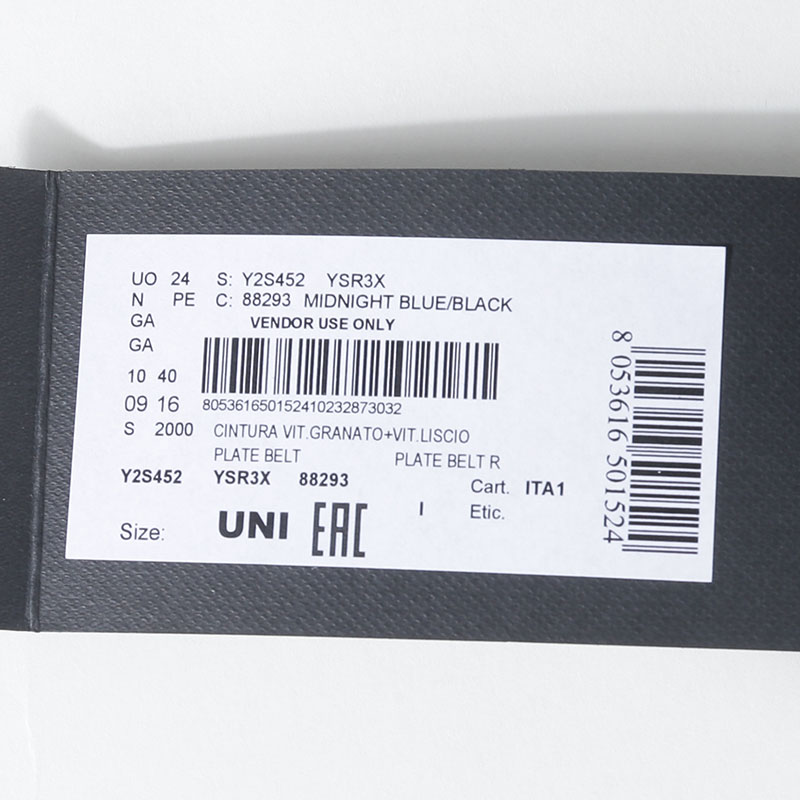 UO 24 S: Y2S452 YSR3X
N PE C: 88293 MIDNIGHT BLUE/BLACK
GA VENDOR USE ONLY
GA
10 40
09 16 805361650152410232873032
S 2000 CINTURA VIT.GRANATO+VIT.LISCIO
PLATE BELT PLATE BELT R
Y2S452 YSR3X 88293
Cart. ITA1
I Etic.
Size: UNI EAC
8 053616 501524